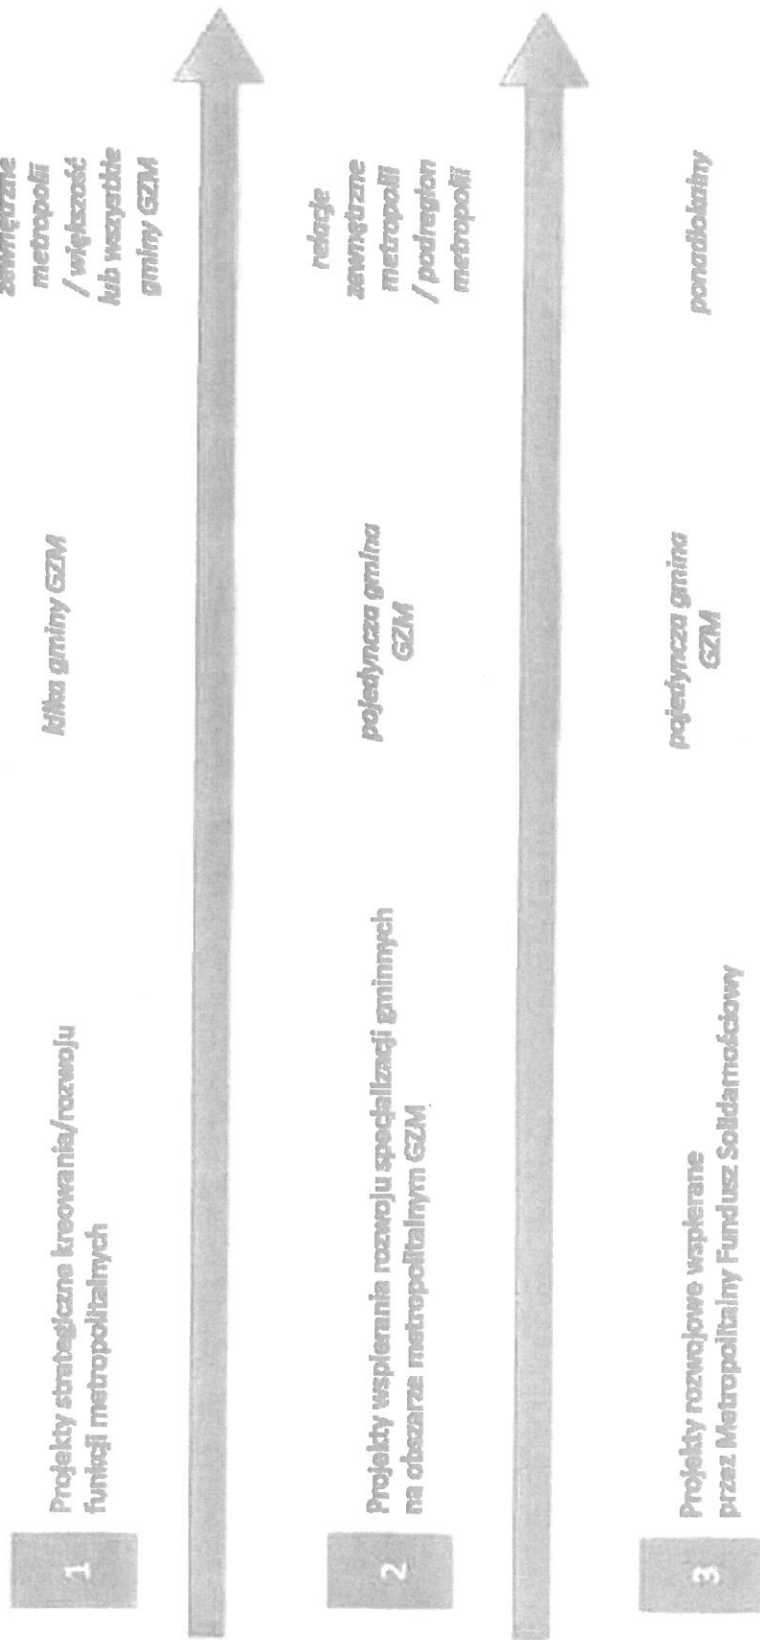 1
Projekty strategiczne kreowania/rozwoju
funkcji metropolitalnych
kilka gminy GZM
zewnętrzne
metropolii
/ większość
lub wszystkie
gminy GZM
2
Projekty wspierania rozwoju specjalizacji gminnych
na obszarze metropolitalnym GZM
pojedyncza gmina
GZM
relacje
zewnętrzne
metropolii
/ podregion
metropolii
3
Projekty rozwojowe wspierane
przez Metropolitalny Fundusz Solidarnościowy
pojedyncza gmina
GZM
ponadlokalny